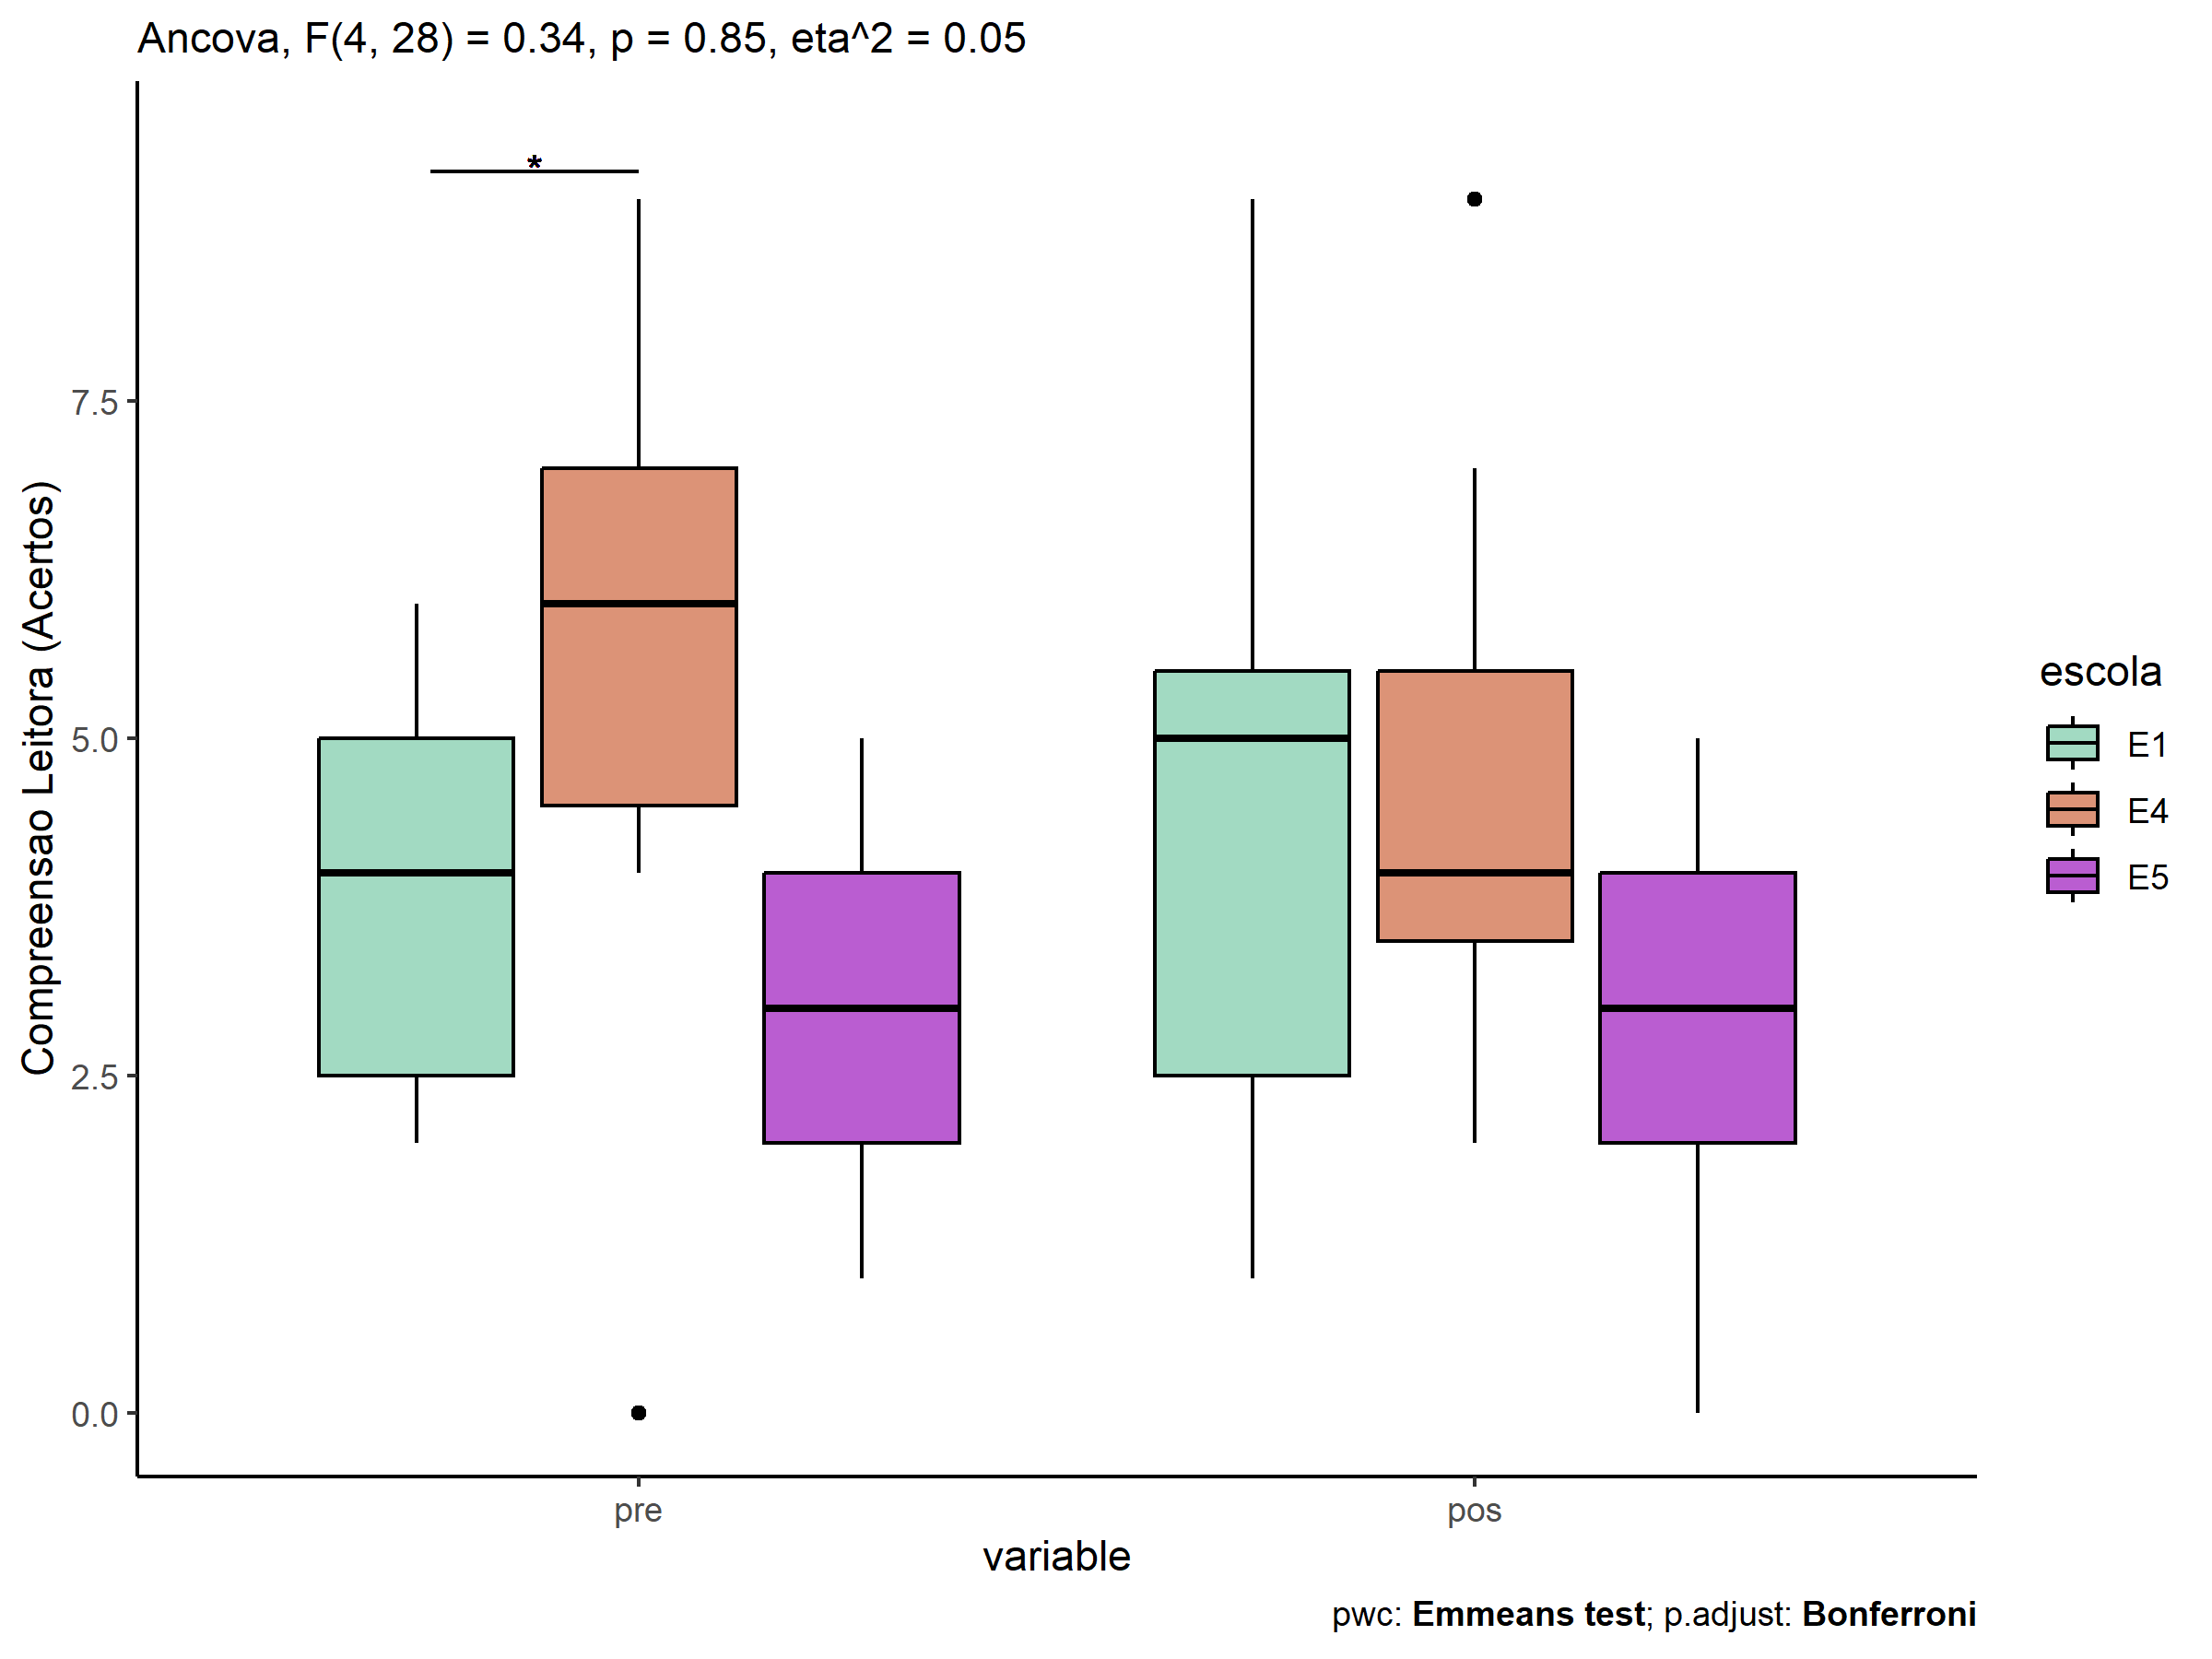 Ancova, F(4, 28) = 0.34, p = 0.85, eta^2 = 0.05
*
7.5
5.0
2.5
0.0
Compreensao Leitora (Acertos)
pre
pos
variable
escola
E1
E4
E5
pwc: Emmeans test; p.adjust: Bonferroni